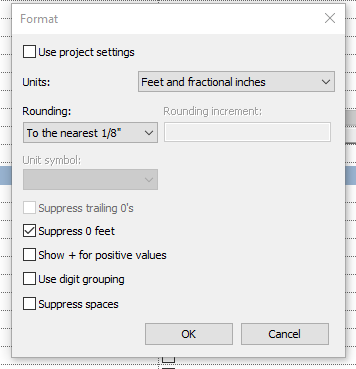 Format
Use project settings
Units: Feet and fractional inches
Rounding: Rounding increment:
To the nearest 1/8"
Unit symbol:
Suppress trailing 0's
Suppress 0 feet
Show + for positive values
Use digit grouping
Suppress spaces
OK Cancel